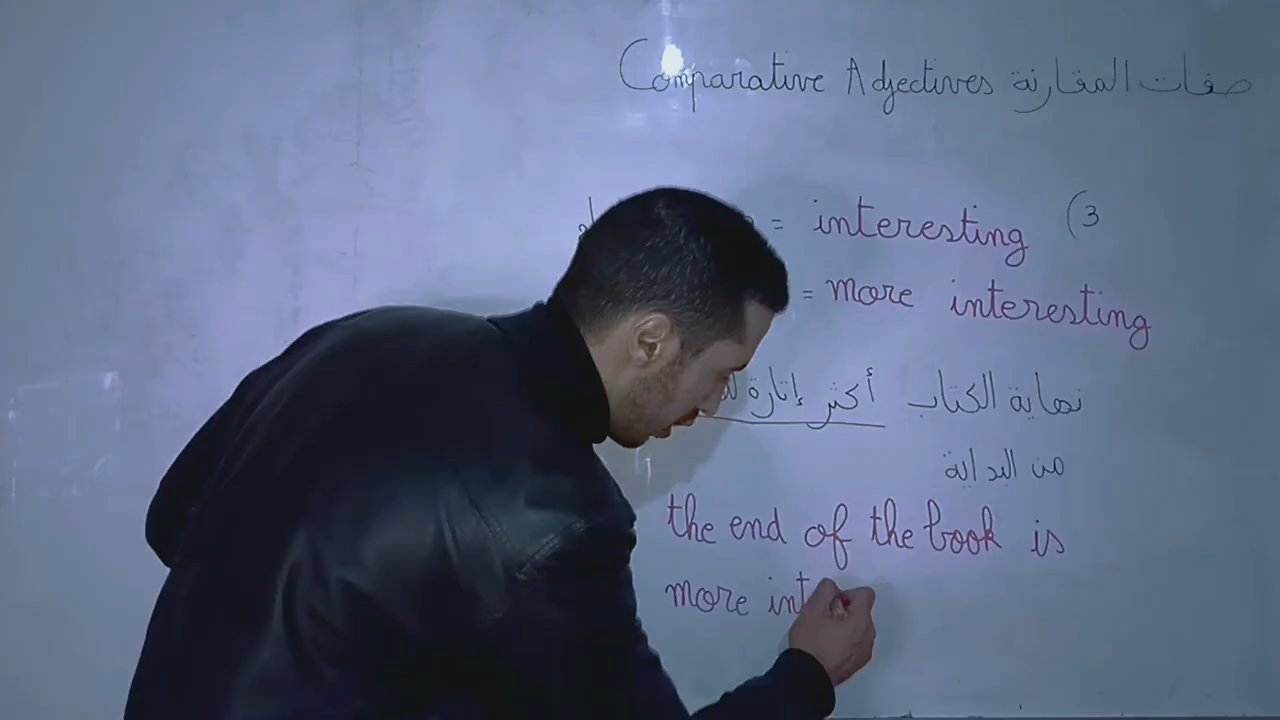 Comparative Adjectives صفات المقارنة
3) interesting =
more interesting =
نهاية الكتاب أكثر إثارة
من البداية
the end of the book is
more int